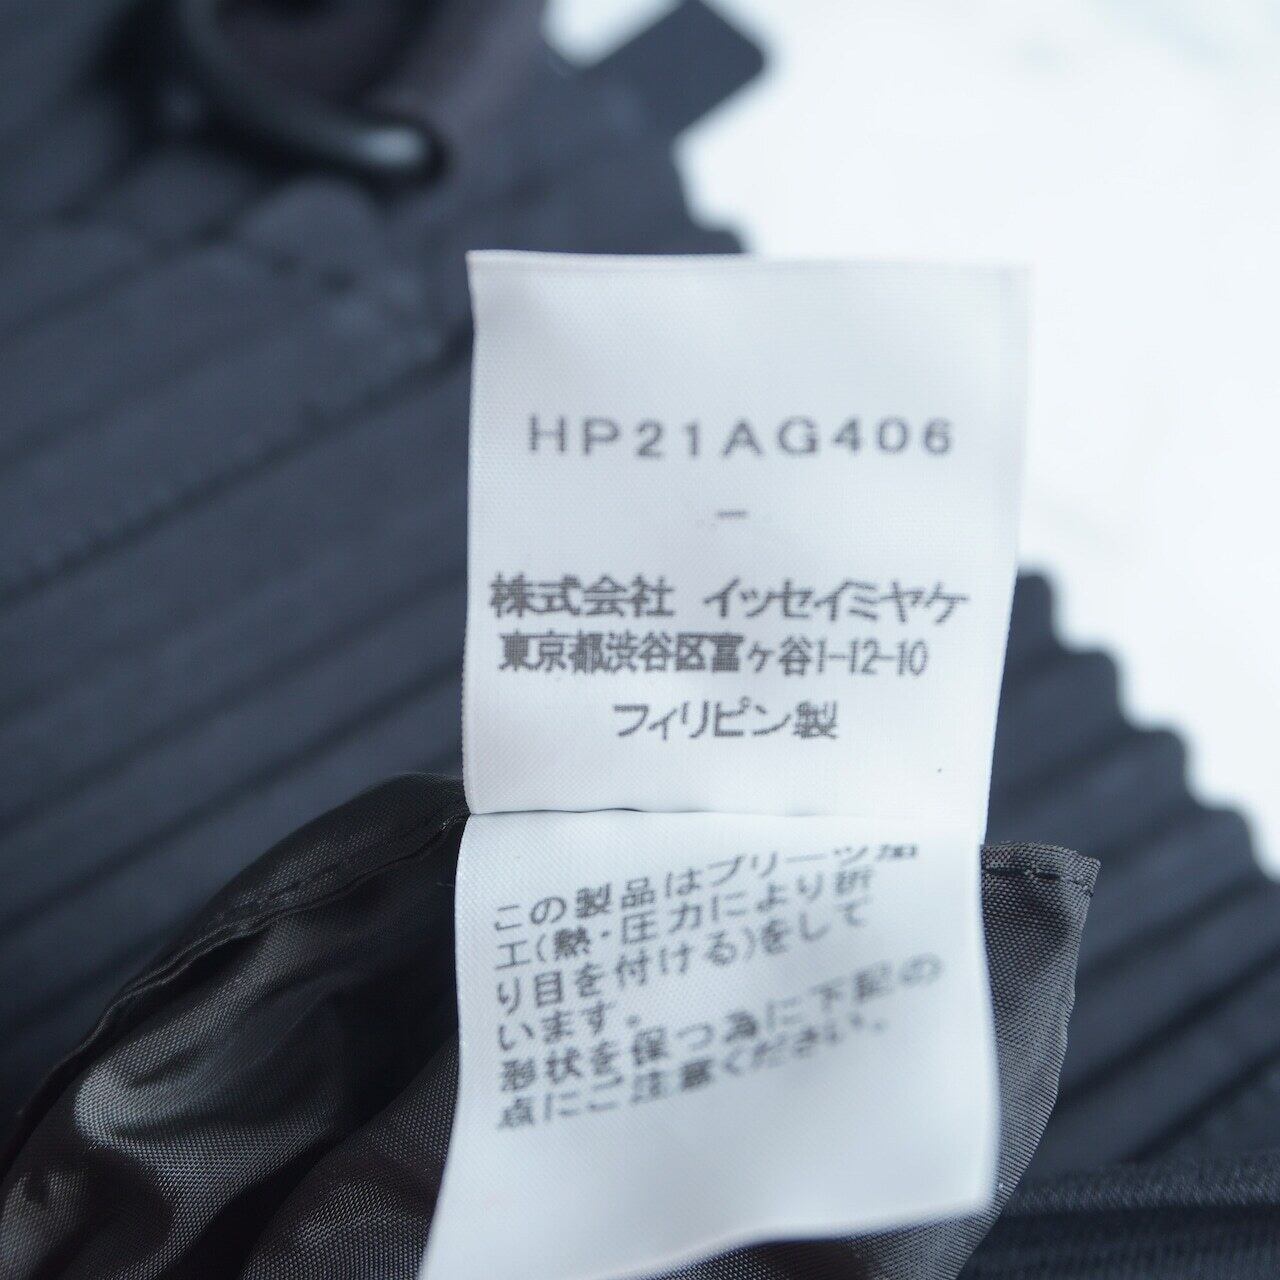 HP21AG406
—
株式会社 イッセイミヤケ
東京都渋谷区富ヶ谷1-12-10
フィリピン製
この製品はプリーツ加
工(熱・圧力により折
り目を付ける)をして
います。
形状を保つ為に下記の
点にご注意ください。